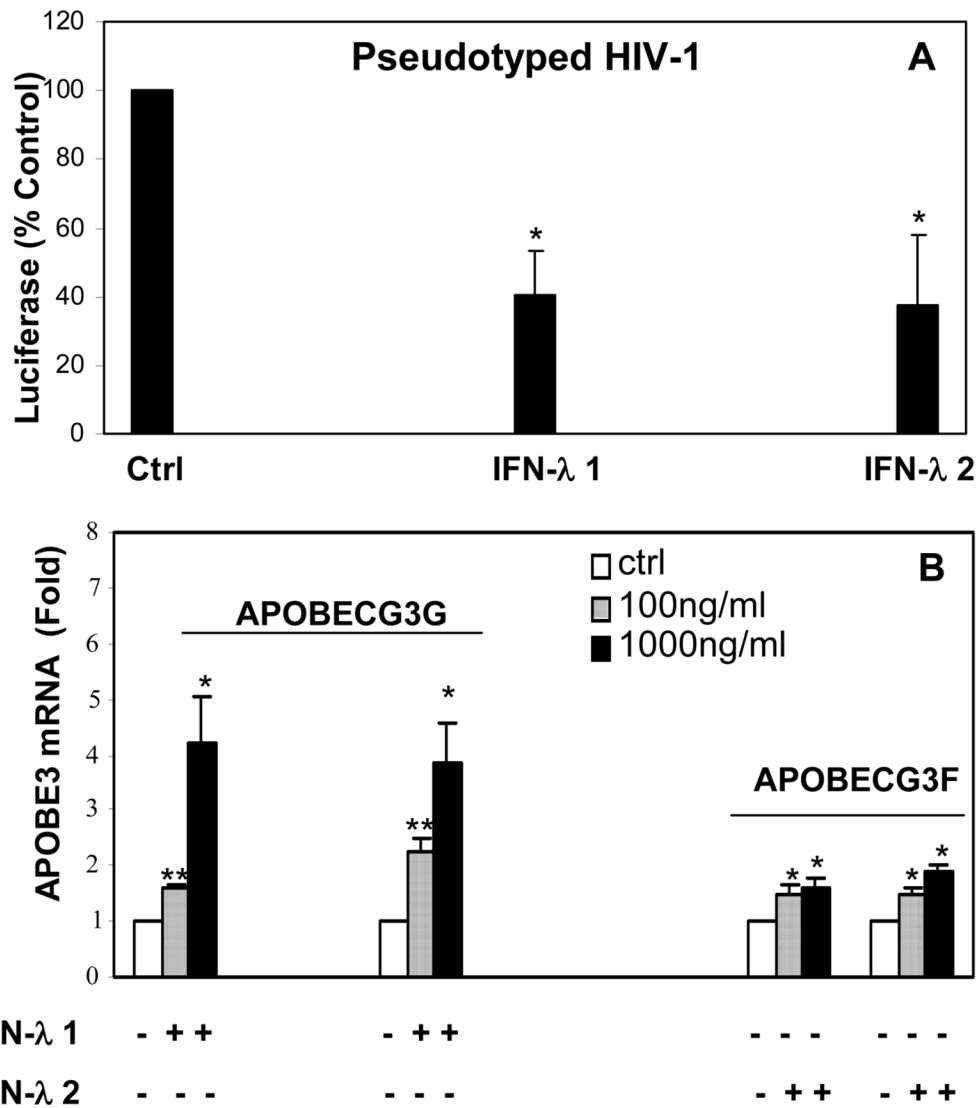 120
Pseudotyped HIV-1
A
100
80
60
40
20
0
Luciferase (% Control)
*
*
Ctrl
IFN-λ 1
IFN-λ 2
8
7
6
5
4
3
2
1
0
APOBE3 mRNA (Fold)
B
ctrl
100ng/ml
1000ng/ml
APOBECG3G
APOBECG3F
** *
** *
* *
* *
N-λ 1 - + + - + + - - - - - -
N-λ 2 - - - - - - - + + - + +